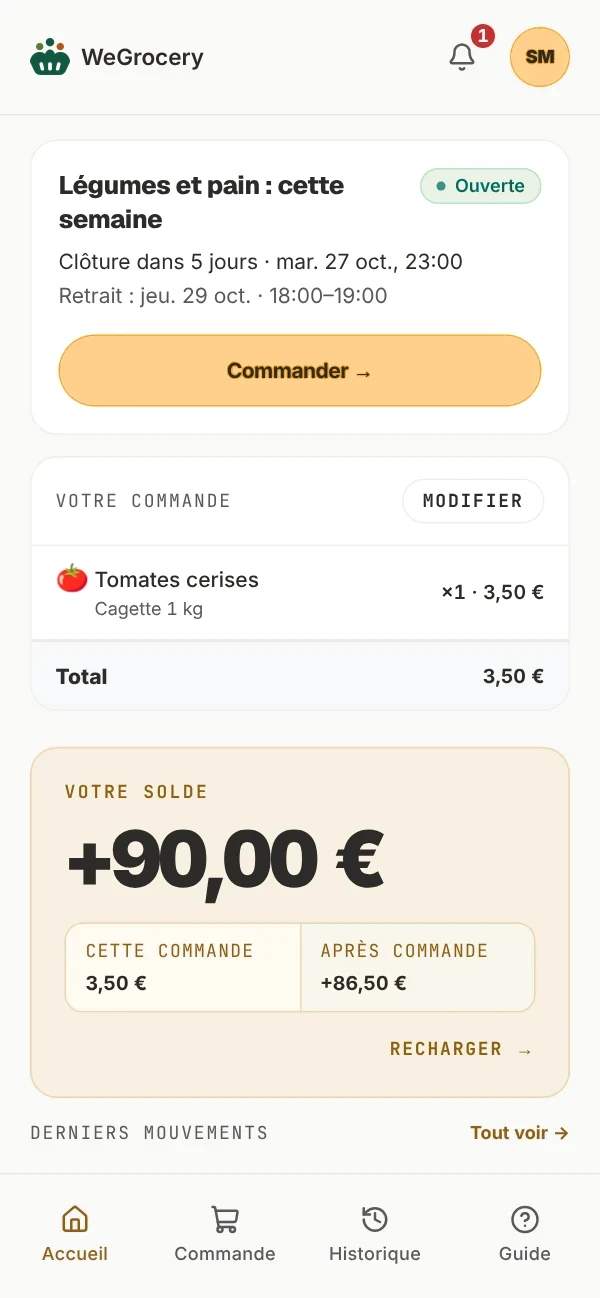 WeGrocery
1
SM
Légumes et pain : cette
semaine
Ouverte
Clôture dans 5 jours · mar. 27 oct., 23:00
Retrait : jeu. 29 oct. · 18:00–19:00
Commander →
VOTRE COMMANDE
MODIFIER
Tomates cerises
Cagette 1 kg
×1 · 3,50 €
Total
3,50 €
VOTRE SOLDE
+90,00 €
CETTE COMMANDE
3,50 €
APRÈS COMMANDE
+86,50 €
RECHARGER →
DERNIERS MOUVEMENTS
Tout voir →
Accueil
Commande
Historique
Guide